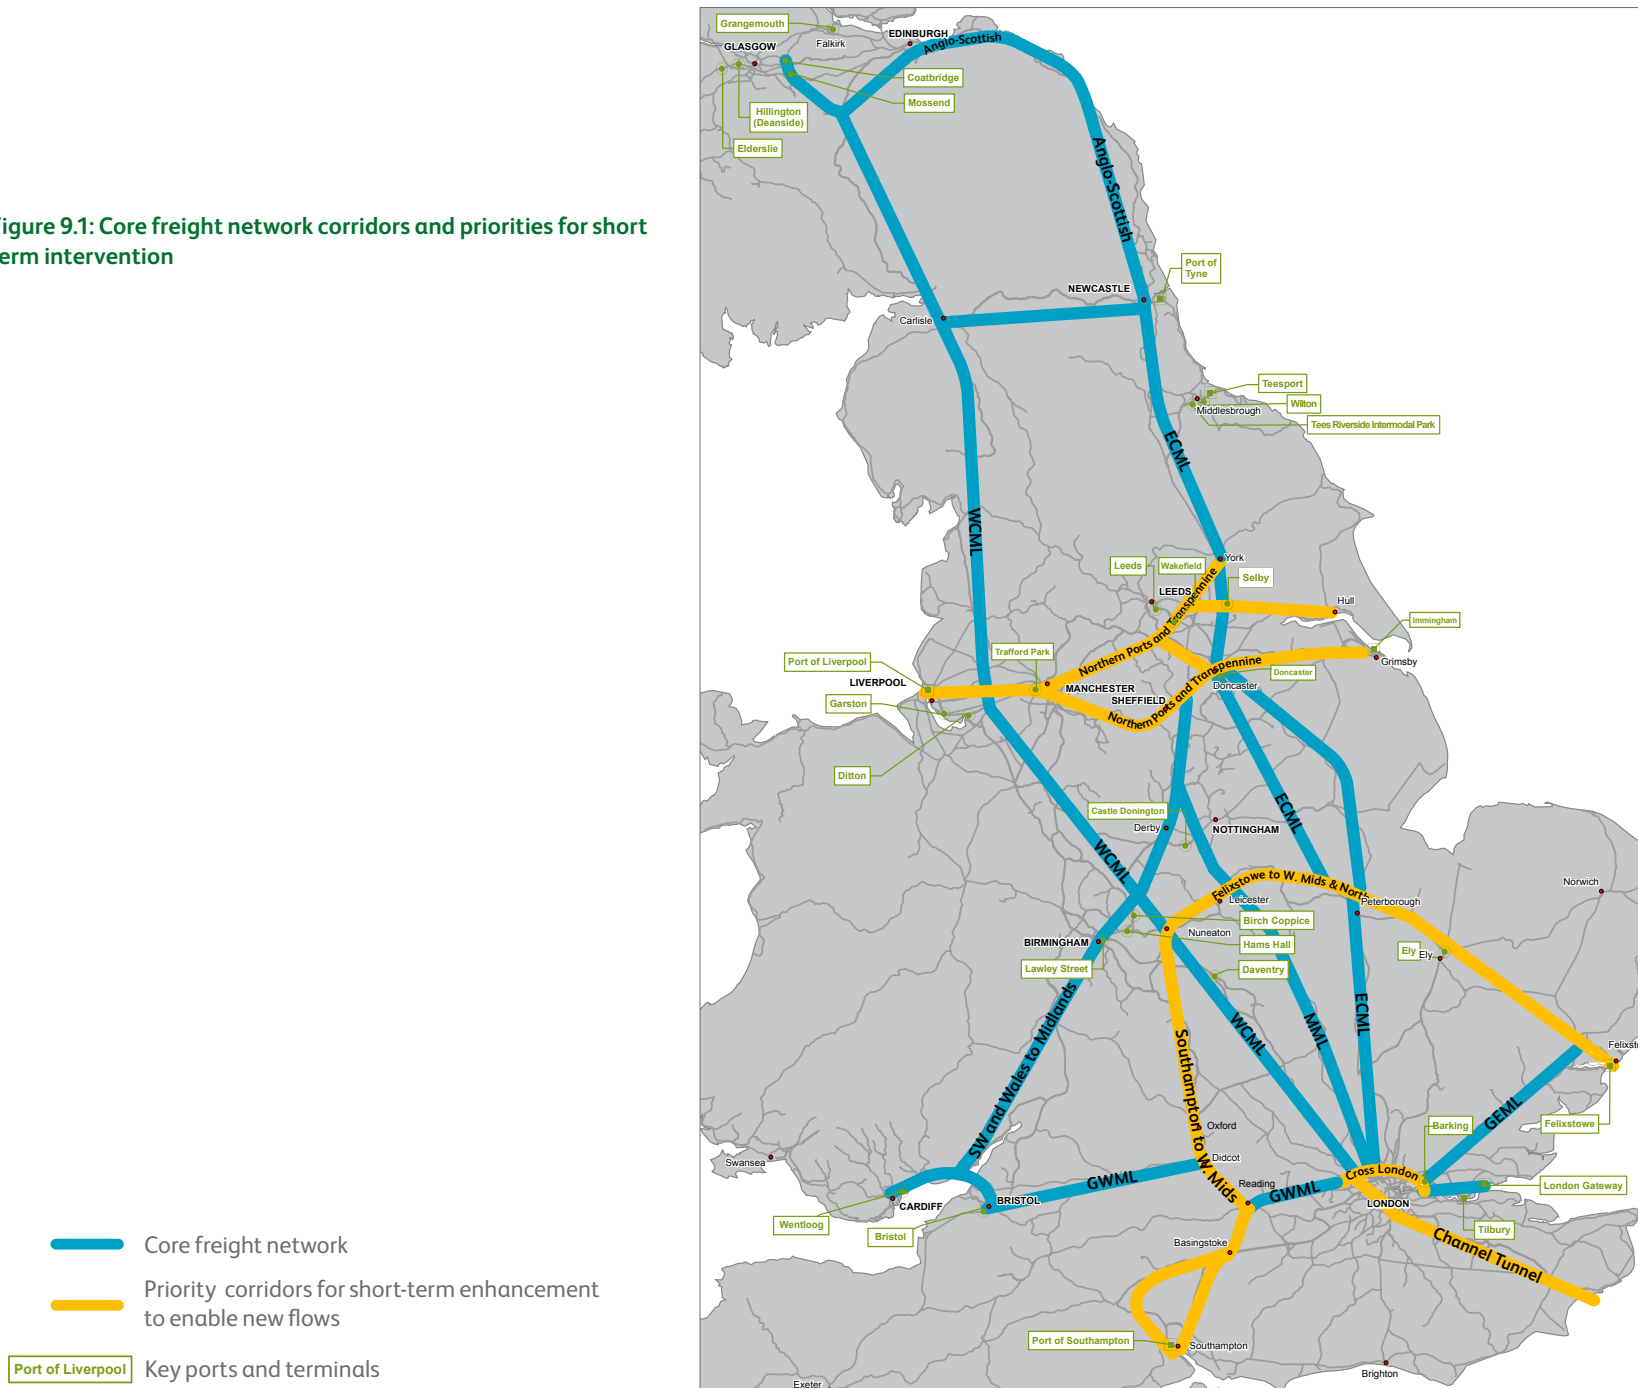 igure 9.1: Core freight network corridors and priorities for short
erm intervention
Grangemouth
Falkirk
EDINBURGH
GLASGOW
Anglo-Scottish
Coatbridge
Mossend
Hillington
(Deanside)
Elderslie
Anglo-Scottish
Port of
Tyne
NEWCASTLE
Carlisle
Teesport
Wilton
Middlesbrough
Tees Riverside Intermodal Park
ECML
WCML
York
Leeds
Wakefield
Selby
LEEDS
Hull
Immingham
Northern Ports and Transpennine
Trafford Park
Port of Liverpool
Grimsby
LIVERPOOL
MANCHESTER
Doncaster
Doncaster
SHEFFIELD
Northern Ports and Transpennine
Garston
Ditton
Castle Donington
Derby
NOTTINGHAM
ECML
WCML
Felixstowe to W. Mids & North
Norwich
Leicester
Peterborough
Birch Coppice
Nuneaton
BIRMINGHAM
Hams Hall
Ely
Ely
Lawley Street
Daventry
SW and Wales to Midlands
WCML
MML
ECML
Southampton to W. Mids
Felixst
GEML
Oxford
Barking
Felixstowe
Swansea
Didcot
Cross London
GWML
Reading
GWML
London Gateway
CARDIFF
BRISTOL
LONDON
Wentloog
Bristol
Tilbury
Basingstoke
Channel Tunnel
Port of Southampton
Southampton
Brighton
Exeter
Core freight network
Priority corridors for short-term enhancement
to enable new flows
Port of Liverpool
Key ports and terminals